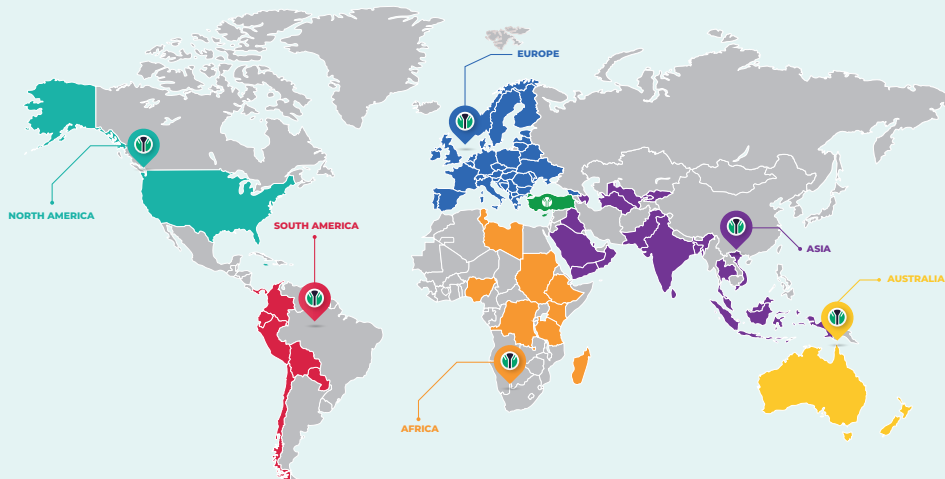 EUROPE
NORTH AMERICA
SOUTH AMERICA
ASIA
AUSTRALIA
AFRICA